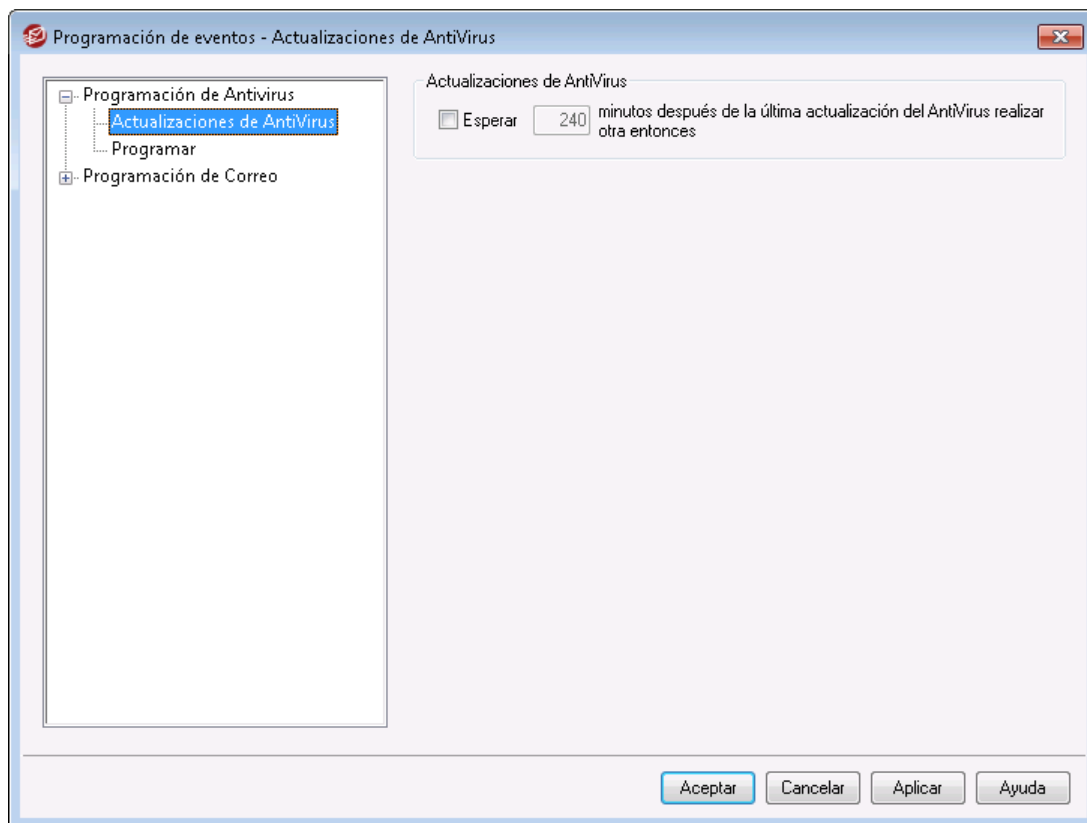 Programación de eventos - Actualizaciones de AntiVirus
Programación de Antivirus
Actualizaciones de AntiVirus
Programar
Programación de Correo
Actualizaciones de AntiVirus
Esperar 240 minutos después de la última actualización del AntiVirus realizar
otra entonces
Aceptar Cancelar Aplicar Ayuda